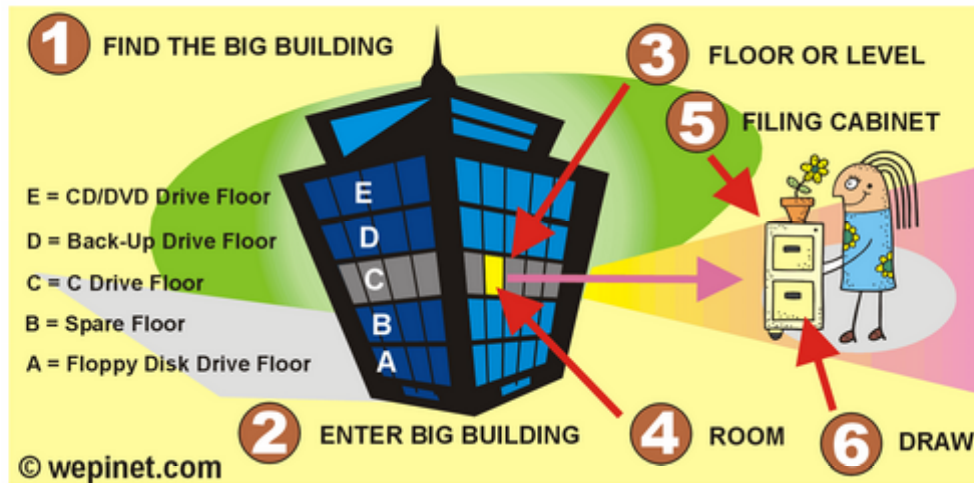 1 FIND THE BIG BUILDING
3 FLOOR OR LEVEL
5 FILING CABINET
E = CD/DVD Drive Floor
D = Back-Up Drive Floor
C = C Drive Floor
B = Spare Floor
A = Floppy Disk Drive Floor
E
D
C
B
A
2 ENTER BIG BUILDING
4 ROOM
6 DRAW
© wepinet.com